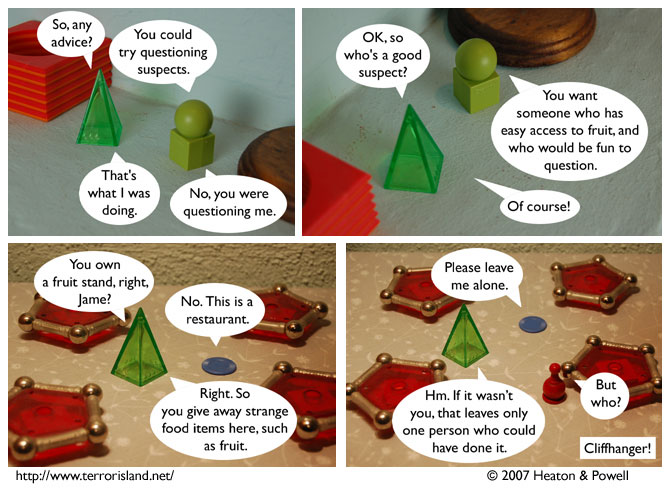 So, any
advice?
You could
try questioning
suspects.
That's
what I was
doing.
No, you were
questioning me.
OK, so
who's a good
suspect?
You want
someone who has
easy access to fruit, and
who would be fun to
question.
Of course!
You own
a fruit stand, right,
Jame?
No. This is a
restaurant.
Right. So
you give away strange
food items here, such
as fruit.
Please leave
me alone.
Hm. If it wasn't
you, that leaves only
one person who could
have done it.
But
who?
Cliffhanger!
http://www.terrorisland.net/
© 2007 Heaton & Powell